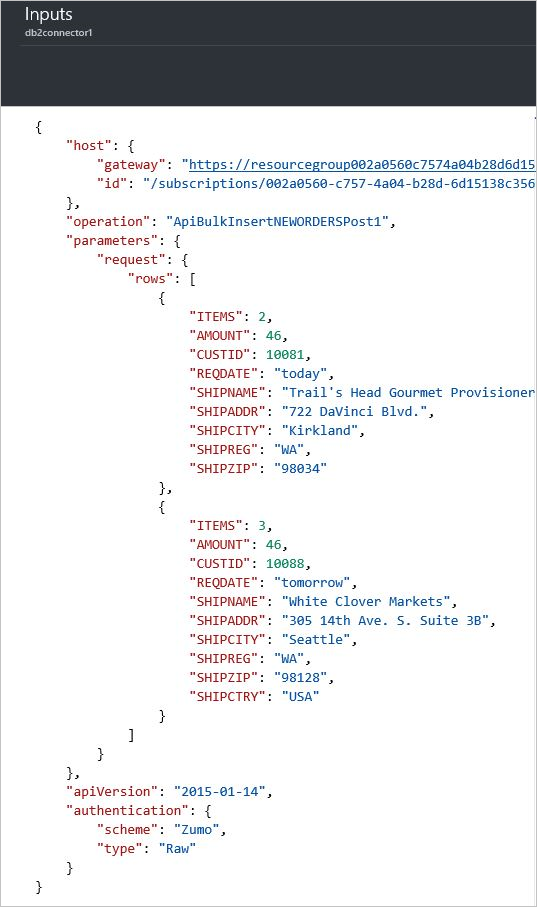 Inputs
db2connector1
{
"host": {
"gateway": "https://resourcegroup002a0560c7574a04b28d6d15
"id": "/subscriptions/002a0560-c757-4a04-b28d-6d15138c356
},
"operation": "ApiBulkInsertNEWORDERSPost1",
"parameters": {
"request": {
"rows": [
{
"ITEMS": 2,
"AMOUNT": 46,
"CUSTID": 10081,
"REQDATE": "today",
"SHIPNAME": "Trail's Head Gourmet Provisioner
"SHIPADDR": "722 DaVinci Blvd.",
"SHIPCITY": "Kirkland",
"SHIPREG": "WA",
"SHIPZIP": "98034"
},
{
"ITEMS": 3,
"AMOUNT": 46,
"CUSTID": 10088,
"REQDATE": "tomorrow",
"SHIPNAME": "White Clover Markets",
"SHIPADDR": "305 14th Ave. S. Suite 3B",
"SHIPCITY": "Seattle",
"SHIPREG": "WA",
"SHIPZIP": "98128",
"SHIPCTRY": "USA"
}
]
}
},
"apiVersion": "2015-01-14",
"authentication": {
"scheme": "Zumo",
"type": "Raw"
}
}